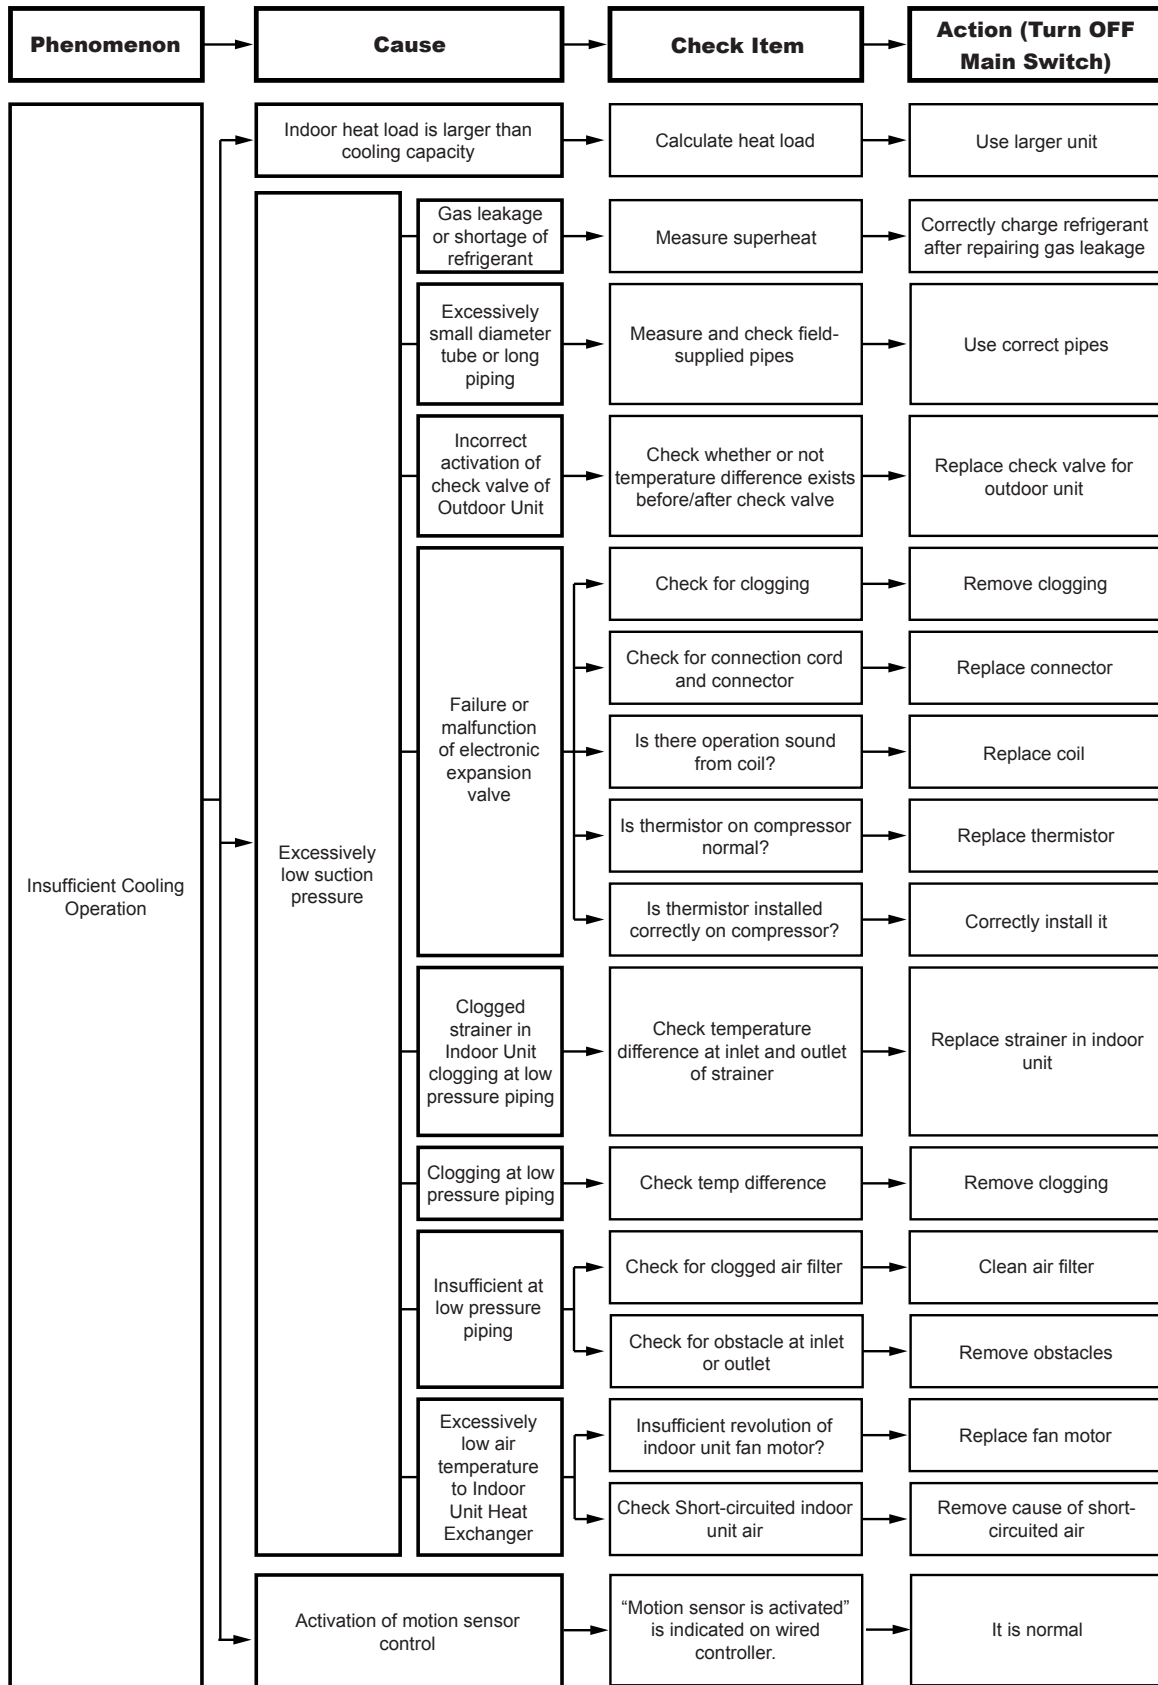 Phenomenon
Cause
Check Item
Action (Turn OFF
Main Switch)
Insufficient Cooling
Operation
Indoor heat load is larger than
cooling capacity
Calculate heat load
Use larger unit
Excessively
low suction
pressure
Gas leakage
or shortage of
refrigerant
Measure superheat
Correctly charge refrigerant
after repairing gas leakage
Excessively
small diameter
tube or long
piping
Measure and check field-
supplied pipes
Use correct pipes
Incorrect
activation of
check valve of
Outdoor Unit
Check whether or not
temperature difference exists
before/after check valve
Replace check valve for
outdoor unit
Failure or
malfunction
of electronic
expansion
valve
Check for clogging
Remove clogging
Check for connection cord
and connector
Replace connector
Is there operation sound
from coil?
Replace coil
Is thermistor on compressor
normal?
Replace thermistor
Is thermistor installed
correctly on compressor?
Correctly install it
Clogged
strainer in
Indoor Unit
clogging at low
pressure piping
Check temperature
difference at inlet and outlet
of strainer
Replace strainer in indoor
unit
Clogging at low
pressure piping
Check temp difference
Remove clogging
Insufficient at
low pressure
piping
Check for clogged air filter
Clean air filter
Check for obstacle at inlet
or outlet
Remove obstacles
Excessively
low air
temperature
to Indoor
Unit Heat
Exchanger
Insufficient revolution of
indoor unit fan motor?
Replace fan motor
Check Short-circuited indoor
unit air
Remove cause of short-
circuited air
Activation of motion sensor
control
“Motion sensor is activated”
is indicated on wired
controller.
It is normal